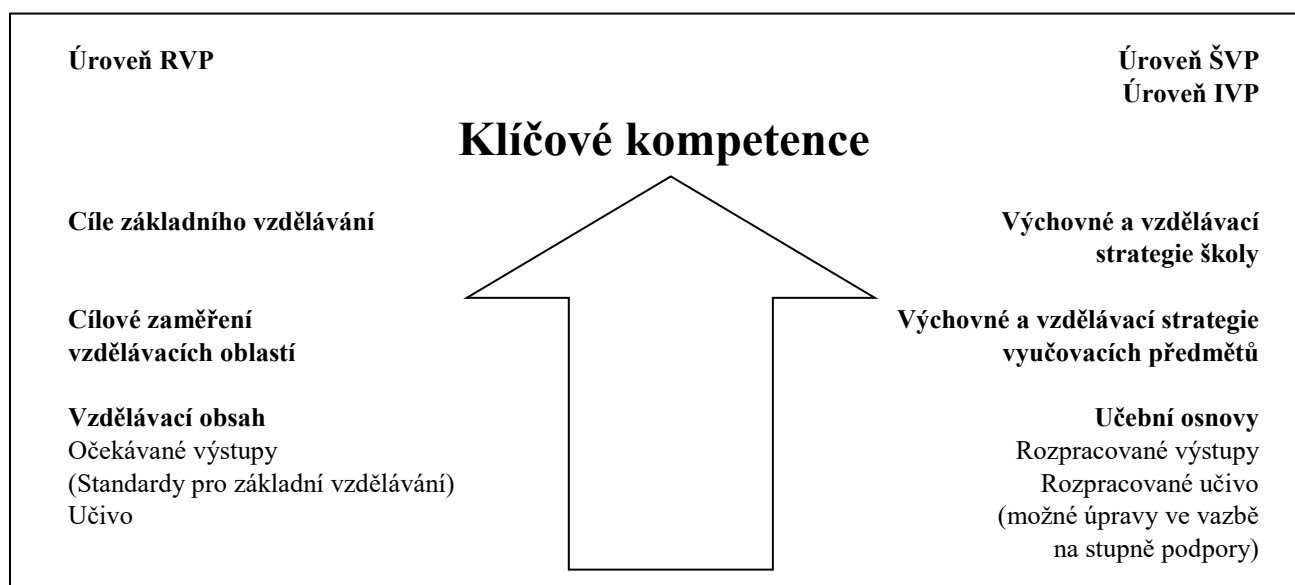 Úroveň RVP
Úroveň ŠVP
Úroveň IVP
Klíčové kompetence
Cíle základního vzdělávání
Výchovné a vzdělávací
strategie školy
Cílové zaměření
vzdělávacích oblastí
Výchovné a vzdělávací strategie
vyučovacích předmětů
Vzdělávací obsah
Očekávané výstupy
(Standardy pro základní vzdělávání)
Učivo
Učební osnovy
Rozpracované výstupy
Rozpracované učivo
(možné úpravy ve vazbě
na stupně podpory)